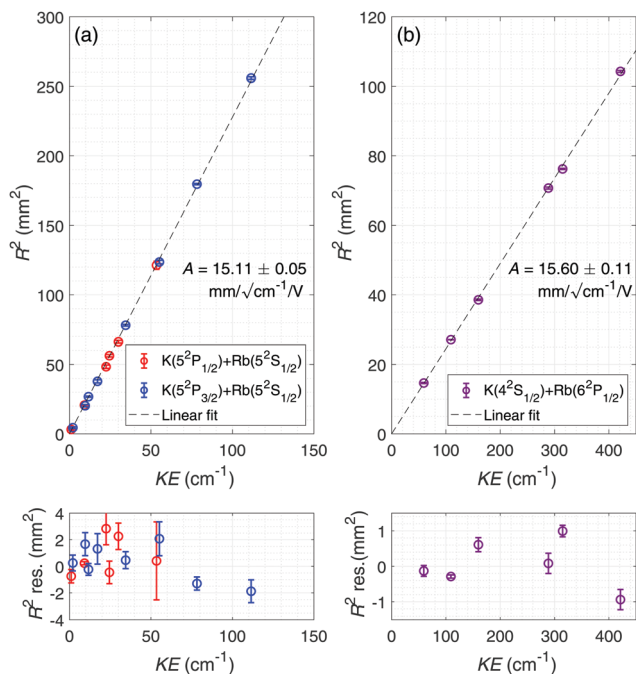 (a)
300
250
200
150
100
50
0
R² (mm²)
A = 15.11 ± 0.05
mm/√cm⁻¹/V
K(5²P₁/₂)+Rb(5²S₁/₂)
K(5²P₃/₂)+Rb(5²S₁/₂)
Linear fit
0 50 100 150
KE (cm⁻¹)
(b)
120
100
80
60
40
20
0
R² (mm²)
A = 15.60 ± 0.11
mm/√cm⁻¹/V
K(4²S₁/₂)+Rb(6²P₁/₂)
Linear fit
0 100 200 300 400
KE (cm⁻¹)
4
2
0
-2
-4
R² res. (mm²)
0 50 100 150
KE (cm⁻¹)
1
0
-1
R² res.(mm²)
0 100 200 300 400
KE (cm⁻¹)